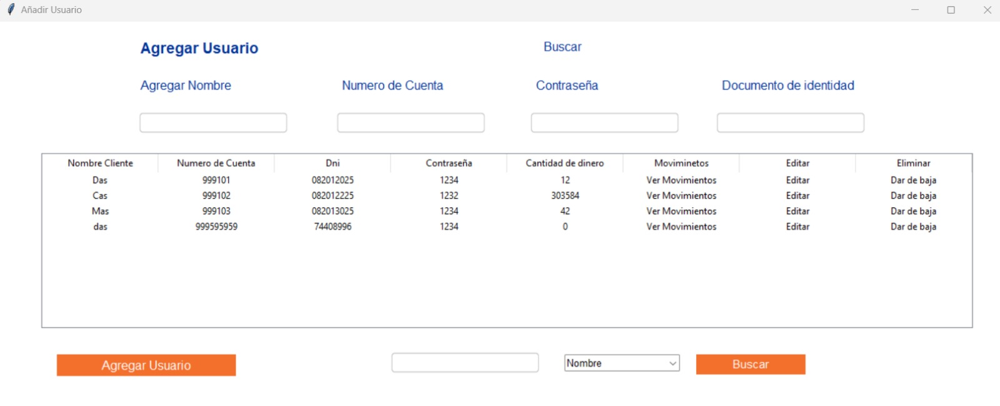 Añadir Usuario
Agregar Usuario Buscar
Agregar Nombre Numero de Cuenta Contraseña Documento de identidad
Nombre Cliente Numero de Cuenta Dni Contraseña Cantidad de dinero Moviminetos Editar Eliminar
Das 999101 082012025 1234 12 Ver Movimientos Editar Dar de baja
Cas 999102 082012225 1232 303584 Ver Movimientos Editar Dar de baja
Mas 999103 082013025 1234 42 Ver Movimientos Editar Dar de baja
das 999595959 74408996 1234 0 Ver Movimientos Editar Dar de baja
Agregar Usuario Nombre Buscar